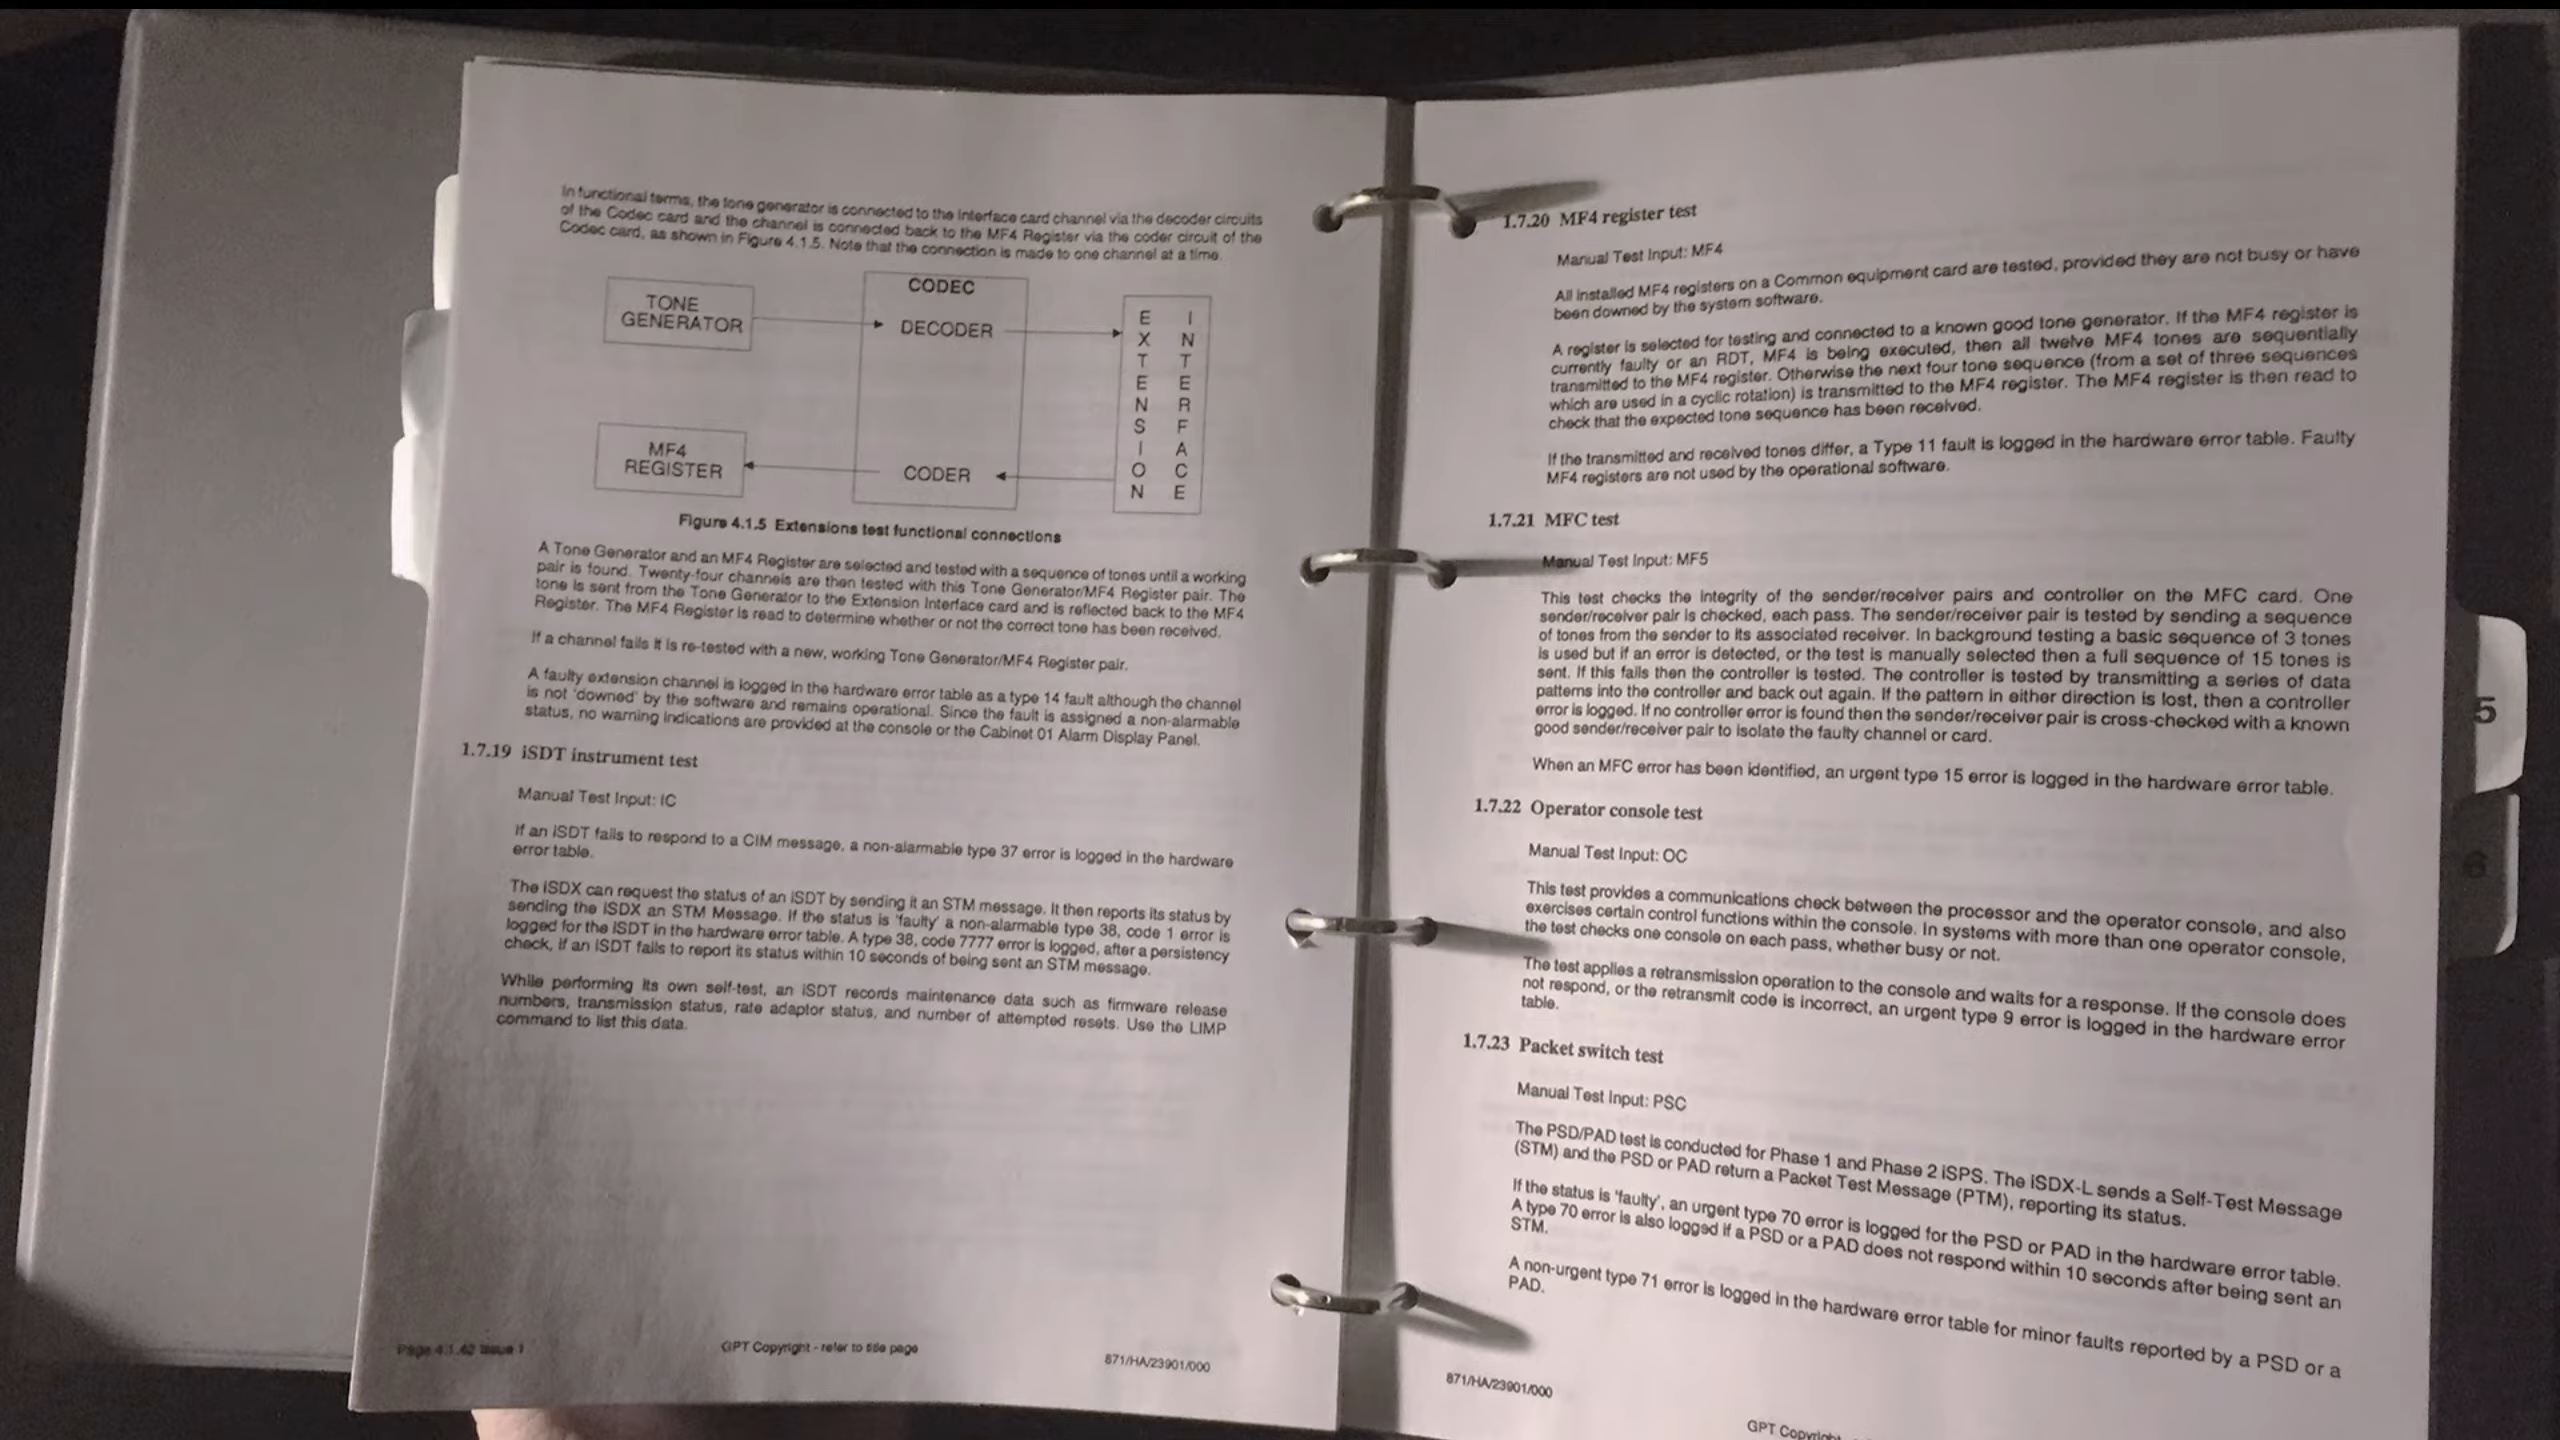 In functional terms, the tone generator is connected to the Interface card channel via the decoder circuits
of the Codec card and the channel is connected back to the MF4 Register via the coder circuit of the
Codec card, as shown in Figure 4.1.5. Note that the connection is made to one channel at a time.
TONE
GENERATOR
CODEC
DECODER
MF4
REGISTER
CODER
EXTENSION
INTERFACE
Figure 4.1.5 Extensions test functional connections
A Tone Generator and an MF4 Register are selected and tested with a sequence of tones until a working
pair is found. Twenty-four channels are then tested with this Tone Generator/MF4 Register pair. The
tone is sent from the Tone Generator to the Extension Interface card and is reflected back to the MF4
Register. The MF4 Register is read to determine whether or not the correct tone has been received.
If a channel fails it is re-tested with a new, working Tone Generator/MF4 Register pair.
A faulty extension channel is logged in the hardware error table as a type 14 fault although the channel
is not 'downed' by the software and remains operational. Since the fault is assigned a non-alarmable
status, no warning indications are provided at the console or the Cabinet 01 Alarm Display Panel.
1.7.19 iSDT instrument test
Manual Test Input: IC
If an iSDT fails to respond to a CIM message, a non-alarmable type 37 error is logged in the hardware
error table.
The iSDX can request the status of an iSDT by sending it an STM message. It then reports its status by
sending the iSDX an STM Message. If the status is 'faulty' a non-alarmable type 38, code 1 error is
logged for the iSDT in the hardware error table. A type 38, code 7777 error is logged, after a persistency
check, if an iSDT fails to report its status within 10 seconds of being sent an STM message.
While performing its own self-test, an iSDT records maintenance data such as firmware release
numbers, transmission status, rate adaptor status, and number of attempted resets. Use the LIMP
command to list this data.
Page 4.1.42 Issue 1
GPT Copyright - refer to title page
871/HA/23901/000
1.7.20 MF4 register test
Manual Test Input: MF4
All installed MF4 registers on a Common equipment card are tested, provided they are not busy or have
been downed by the system software.
A register is selected for testing and connected to a known good tone generator. If the MF4 register is
currently faulty or an RDT, MF4 is being executed, then all twelve MF4 tones are sequentially
transmitted to the MF4 register. Otherwise the next four tone sequence (from a set of three sequences
which are used in a cyclic rotation) is transmitted to the MF4 register. The MF4 register is then read to
check that the expected tone sequence has been received.
If the transmitted and received tones differ, a Type 11 fault is logged in the hardware error table. Faulty
MF4 registers are not used by the operational software.
1.7.21 MFC test
Manual Test Input: MF5
This test checks the integrity of the sender/receiver pairs and controller on the MFC card. One
sender/receiver pair is checked, each pass. The sender/receiver pair is tested by sending a sequence
of tones from the sender to its associated receiver. In background testing a basic sequence of 3 tones
is used but if an error is detected, or the test is manually selected then a full sequence of 15 tones is
sent. If this fails then the controller is tested. The controller is tested by transmitting a series of data
patterns into the controller and back out again. If the pattern in either direction is lost, then a controller
error is logged. If no controller error is found then the sender/receiver pair is cross-checked with a known
good sender/receiver pair to isolate the faulty channel or card.
When an MFC error has been identified, an urgent type 15 error is logged in the hardware error table.
1.7.22 Operator console test
Manual Test Input: OC
This test provides a communications check between the processor and the operator console, and also
exercises certain control functions within the console. In systems with more than one operator console,
the test checks one console on each pass, whether busy or not.
The test applies a retransmission operation to the console and waits for a response. If the console does
not respond, or the retransmit code is incorrect, an urgent type 9 error is logged in the hardware error
table.
1.7.23 Packet switch test
Manual Test Input: PSC
The PSD/PAD test is conducted for Phase 1 and Phase 2 iSPS. The iSDX-L sends a Self-Test Message
(STM) and the PSD or PAD return a Packet Test Message (PTM), reporting its status.
If the status is 'faulty', an urgent type 70 error is logged for the PSD or PAD in the hardware error table.
A type 70 error is also logged if a PSD or a PAD does not respond within 10 seconds after being sent an
STM.
A non-urgent type 71 error is logged in the hardware error table for minor faults reported by a PSD or a
PAD.
871/HA/23901/000
GPT Copyright
5
6